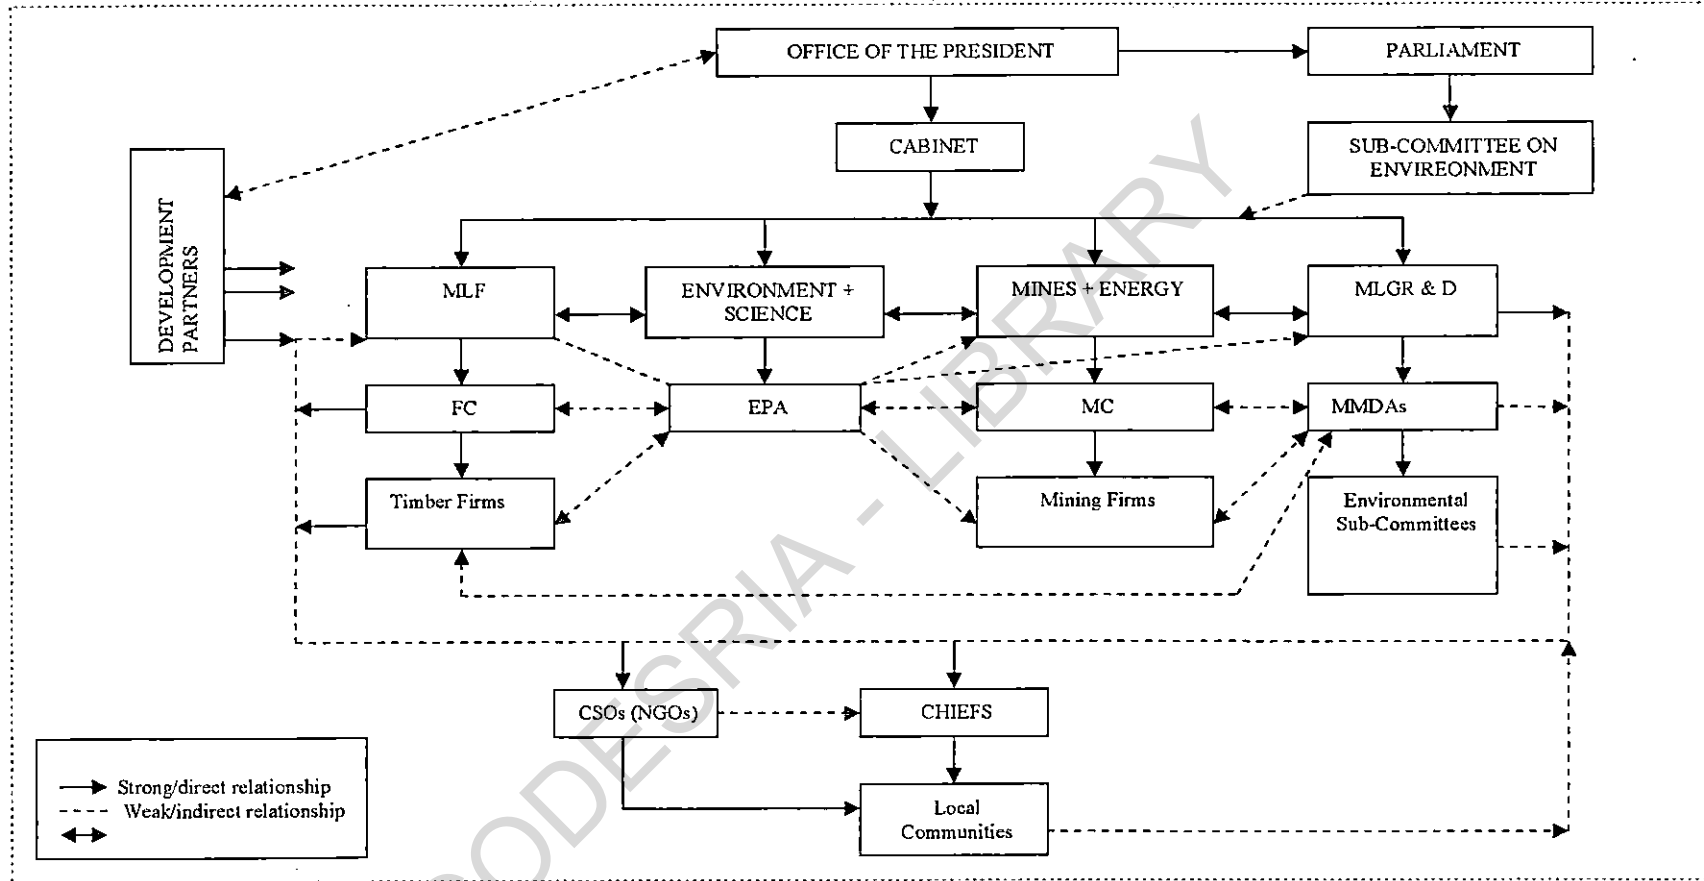 OFFICE OF THE PRESIDENT
PARLIAMENT
CABINET
SUB-COMMITTEE ON
ENVIREONMENT
DEVELOPMENT
PARTNERS
MLF
ENVIRONMENT +
SCIENCE
MINES + ENERGY
MLGR & D
FC
EPA
MC
MMDAs
Timber Firms
Mining Firms
Environmental
Sub-Committees
CSOs (NGOs)
CHIEFS
Local
Communities
Strong/direct relationship
Weak/indirect relationship
CODESRIA - LIBRARY